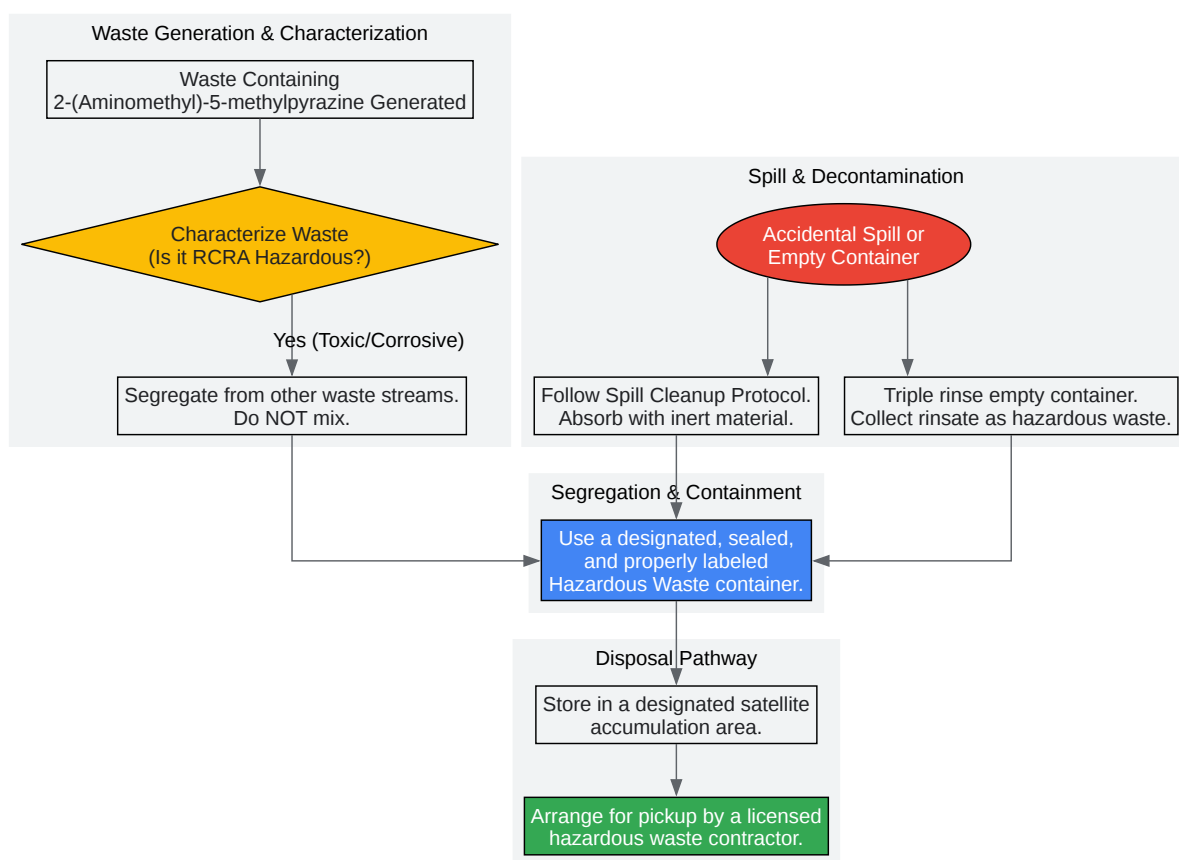 Waste Generation & Characterization
Waste Containing
2-(Aminomethyl)-5-methylpyrazine Generated
Characterize Waste
(Is it RCRA Hazardous?)
Yes (Toxic/Corrosive)
Segregate from other waste streams.
Do NOT mix.
Spill & Decontamination
Accidental Spill or
Empty Container
Follow Spill Cleanup Protocol.
Absorb with inert material.
Triple rinse empty container.
Collect rinsate as hazardous waste.
Segregation & Containment
Use a designated, sealed,
and properly labeled
Hazardous Waste container.
Disposal Pathway
Store in a designated satellite
accumulation area.
Arrange for pickup by a licensed
hazardous waste contractor.